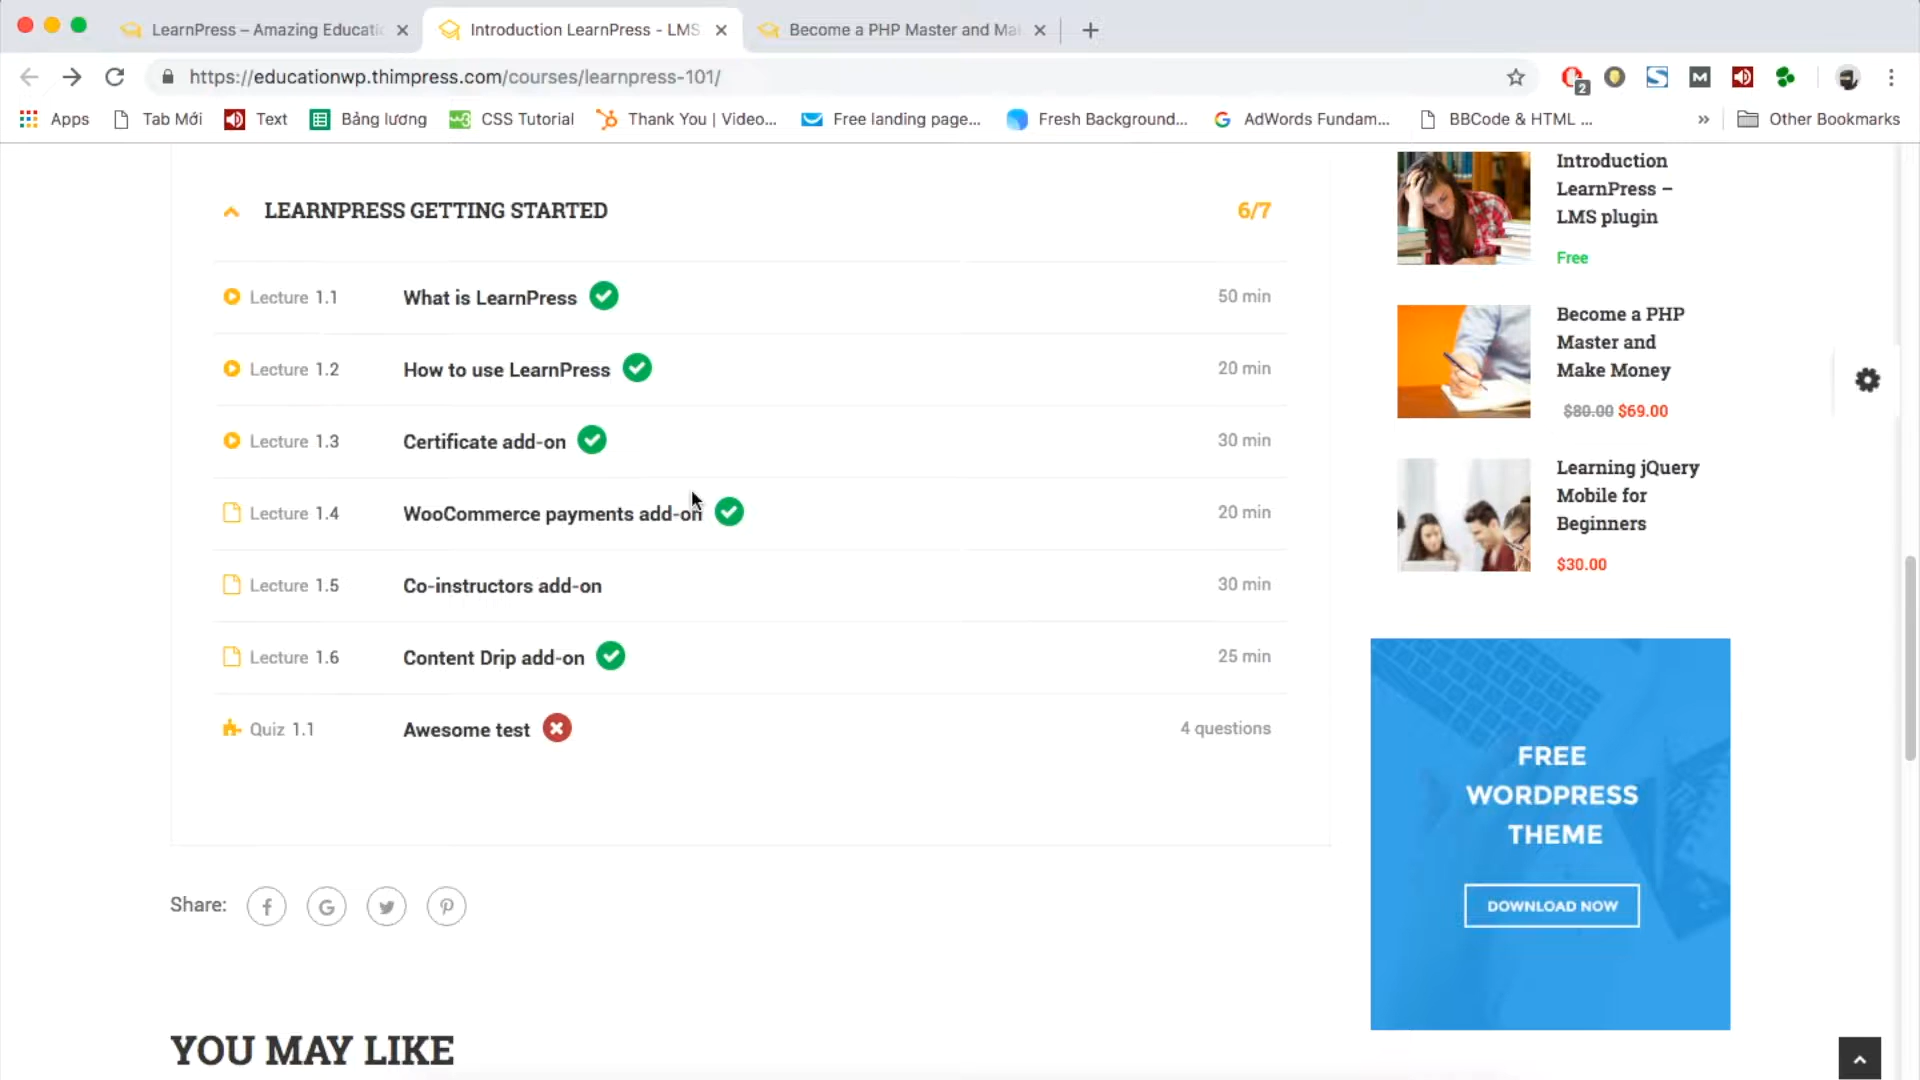 LearnPress – Amazing Educati
Introduction LearnPress - LMS
Become a PHP Master and Ma
https://educationwp.thimpress.com/courses/learnpress-101/
2
Apps
Tab Mới
Text
Bảng lương
CSS Tutorial
Thank You | Video...
Free landing page...
Fresh Background...
AdWords Fundam...
BBCode & HTML ...
»
Other Bookmarks
LEARNPRESS GETTING STARTED
6/7
Lecture 1.1 What is LearnPress 50 min
Lecture 1.2 How to use LearnPress 20 min
Lecture 1.3 Certificate add-on 30 min
Lecture 1.4 WooCommerce payments add-on 20 min
Lecture 1.5 Co-instructors add-on 30 min
Lecture 1.6 Content Drip add-on 25 min
Quiz 1.1 Awesome test 4 questions
Share:
YOU MAY LIKE
Introduction
LearnPress –
LMS plugin
Free
Become a PHP
Master and
Make Money
$80.00 $69.00
Learning jQuery
Mobile for
Beginners
$30.00
FREE
WORDPRESS
THEME
DOWNLOAD NOW